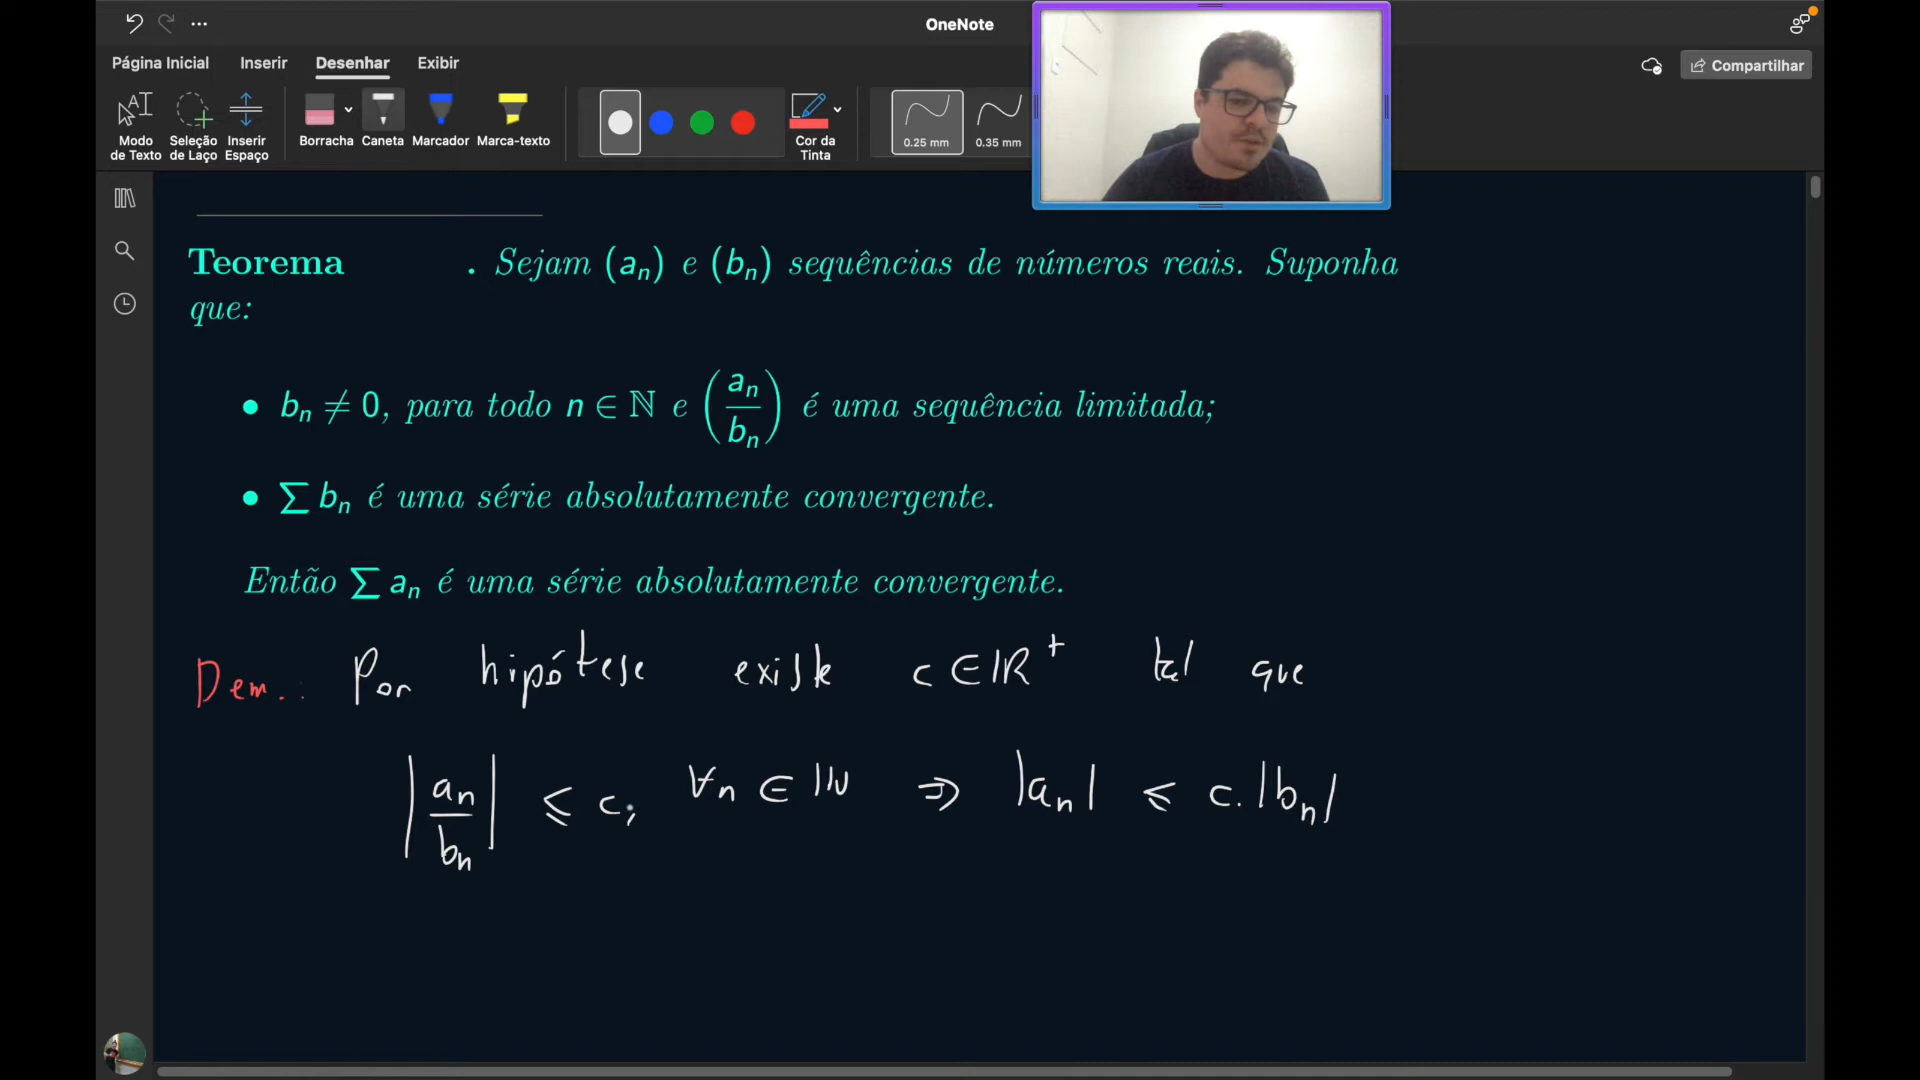 OneNote
Página Inicial Inserir Desenhar Exibir
Compartilhar
Modo de Texto
Seleção de Laço
Inserir Espaço
Borracha
Caneta
Marcador
Marca-texto
Cor da Tinta
0.25 mm
0.35 mm
Teorema . Sejam (aₙ) e (bₙ) sequências de números reais. Suponha
que:
• bₙ ≠ 0, para todo n ∈ ℕ e (aₙ/bₙ) é uma sequência limitada;
• ∑ bₙ é uma série absolutamente convergente.
Então ∑ aₙ é uma série absolutamente convergente.
Dem.: Por hipótese existe c ∈ ℝ⁺ tal que
|aₙ/bₙ| ≤ c; ∀n ∈ ℕ ⇒ |aₙ| ≤ c.|bₙ|